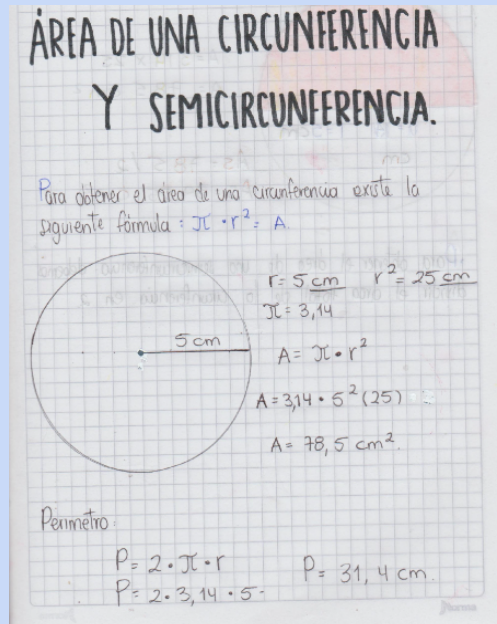 ÁREA DE UNA CIRCUNFERENCIA
Y SEMICIRCUNFERENCIA.
Para obtener el área de una circunferencia existe la
siguiente fórmula: π · r² = A.
r = 5 cm r² = 25 cm
π = 3,14
5 cm
A = π · r²
A = 3,14 · 5² (25)
A = 78,5 cm².
Perímetro:
P = 2 · π · r
P = 2 · 3,14 · 5.
P = 31,4 cm.